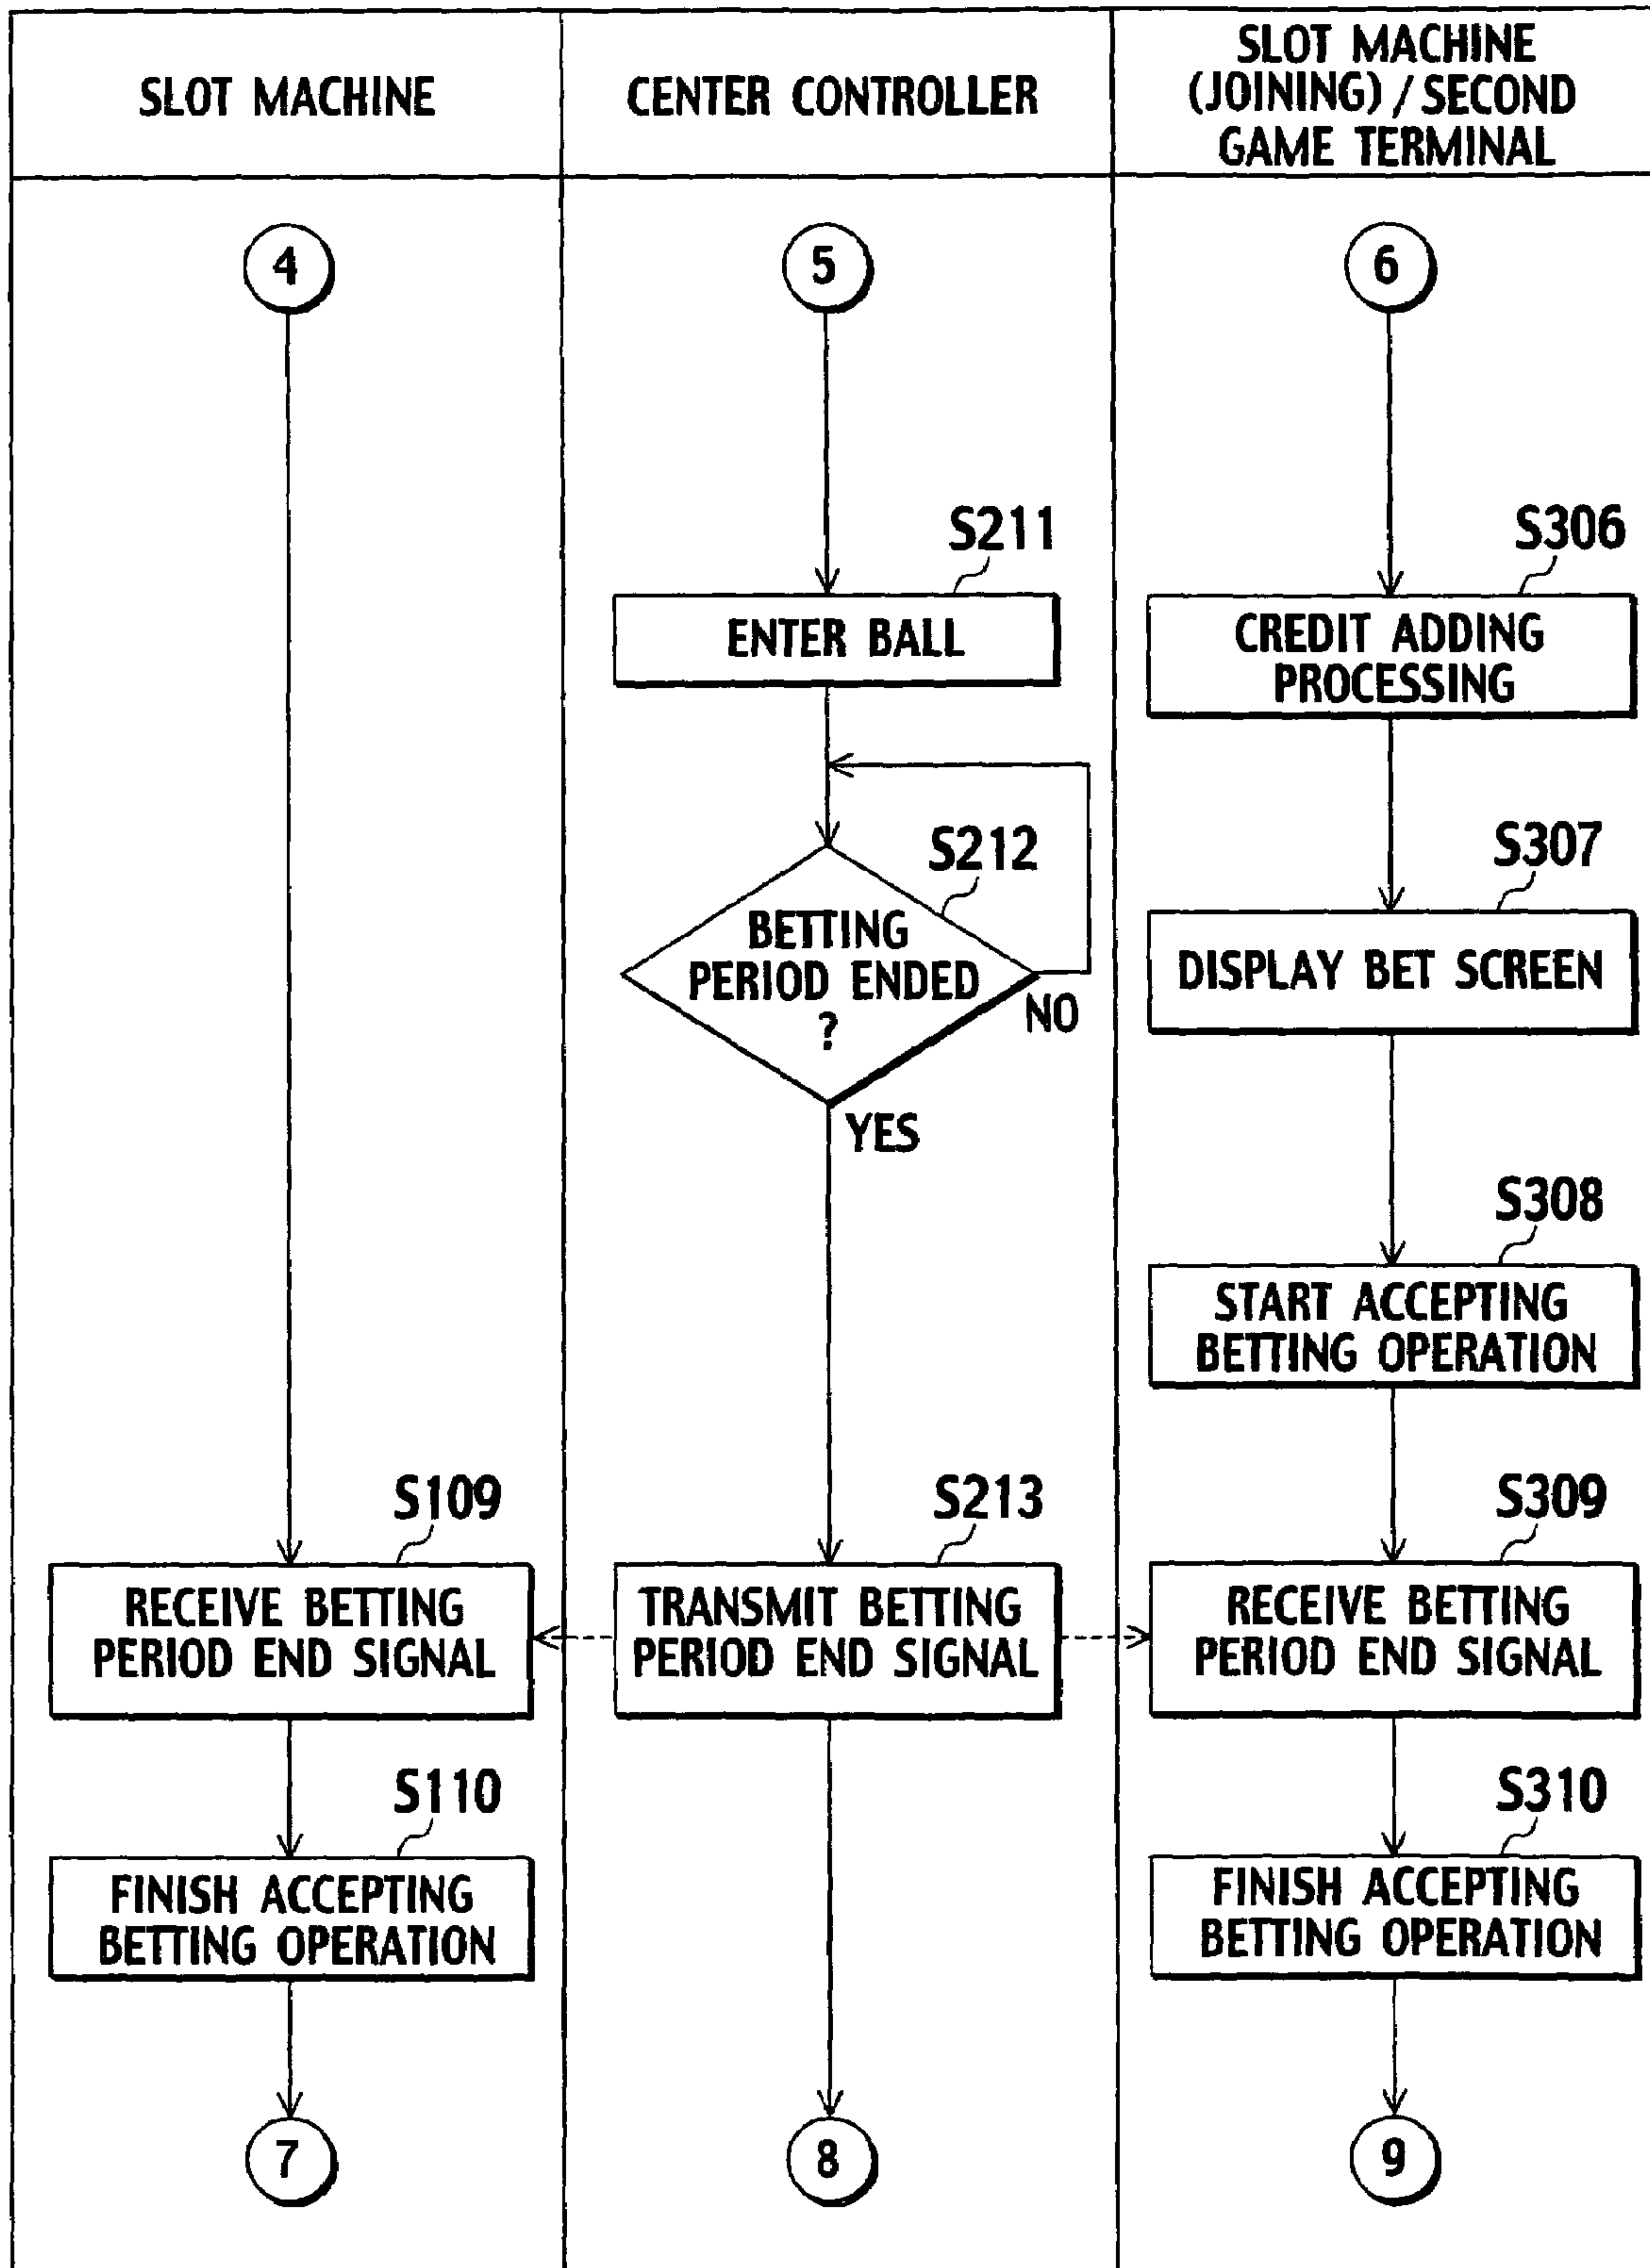 SLOT MACHINE
CENTER CONTROLLER
SLOT MACHINE
(JOINING)/SECOND
GAME TERMINAL
4
5
6
S211
ENTER BALL
S306
CREDIT ADDING
PROCESSING
S212
BETTING
PERIOD ENDED
?
NO
YES
S307
DISPLAY BET SCREEN
S308
START ACCEPTING
BETTING OPERATION
S109
RECEIVE BETTING
PERIOD END SIGNAL
S213
TRANSMIT BETTING
PERIOD END SIGNAL
S309
RECEIVE BETTING
PERIOD END SIGNAL
S110
FINISH ACCEPTING
BETTING OPERATION
S310
FINISH ACCEPTING
BETTING OPERATION
7
8
9